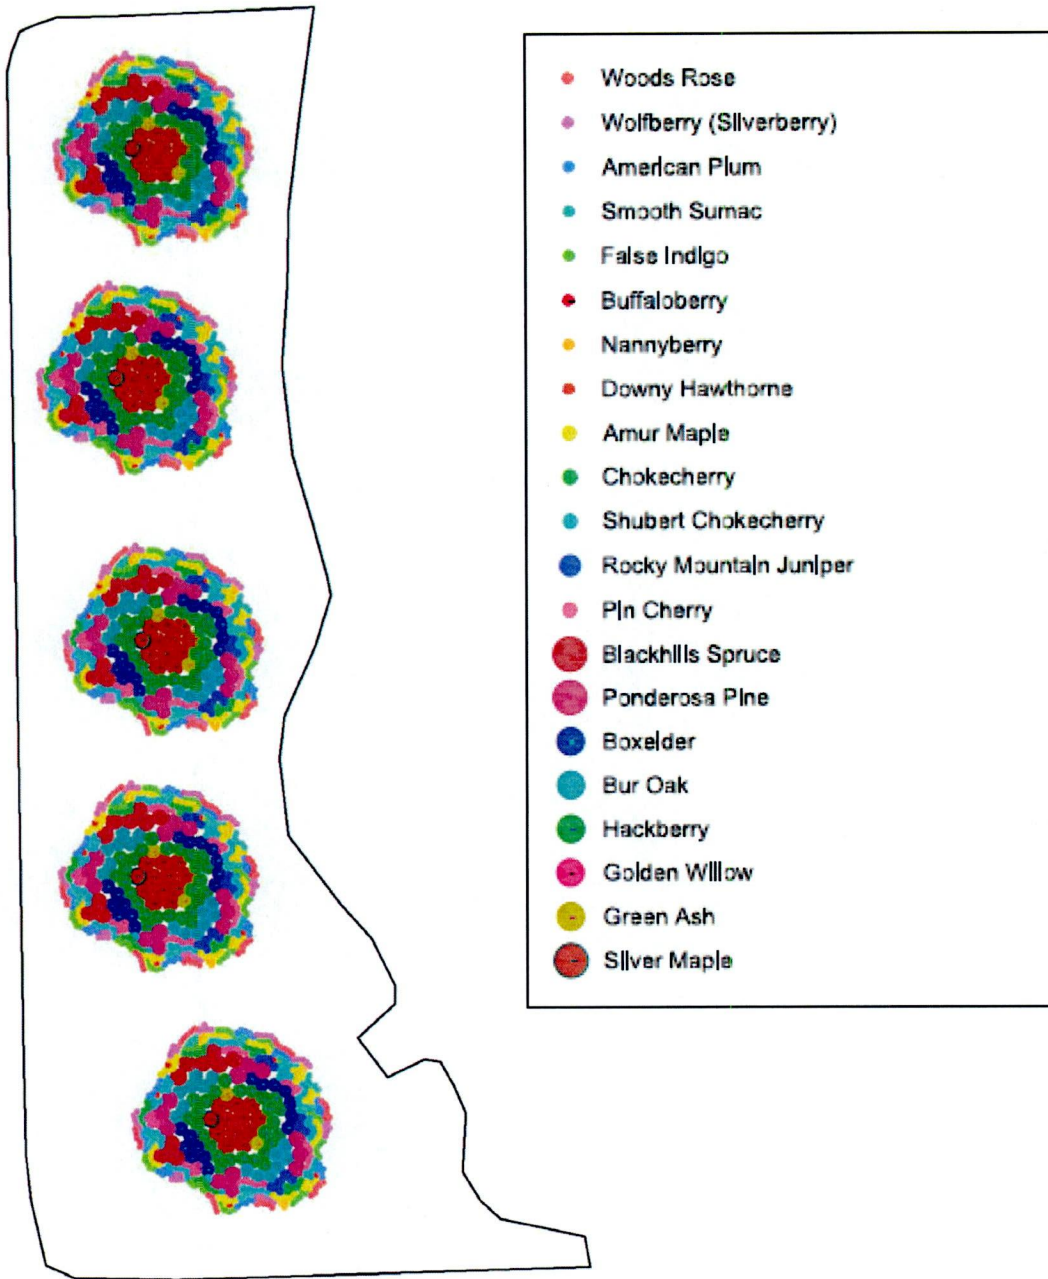 Woods Rose
Wolfberry (Silverberry)
American Plum
Smooth Sumac
False Indigo
Buffaloberry
Nannyberry
Downy Hawthorne
Amur Maple
Chokecherry
Shubert Chokecherry
Rocky Mountain Juniper
Pin Cherry
Blackhills Spruce
Ponderosa Pine
Boxelder
Bur Oak
Hackberry
Golden Willow
Green Ash
Silver Maple